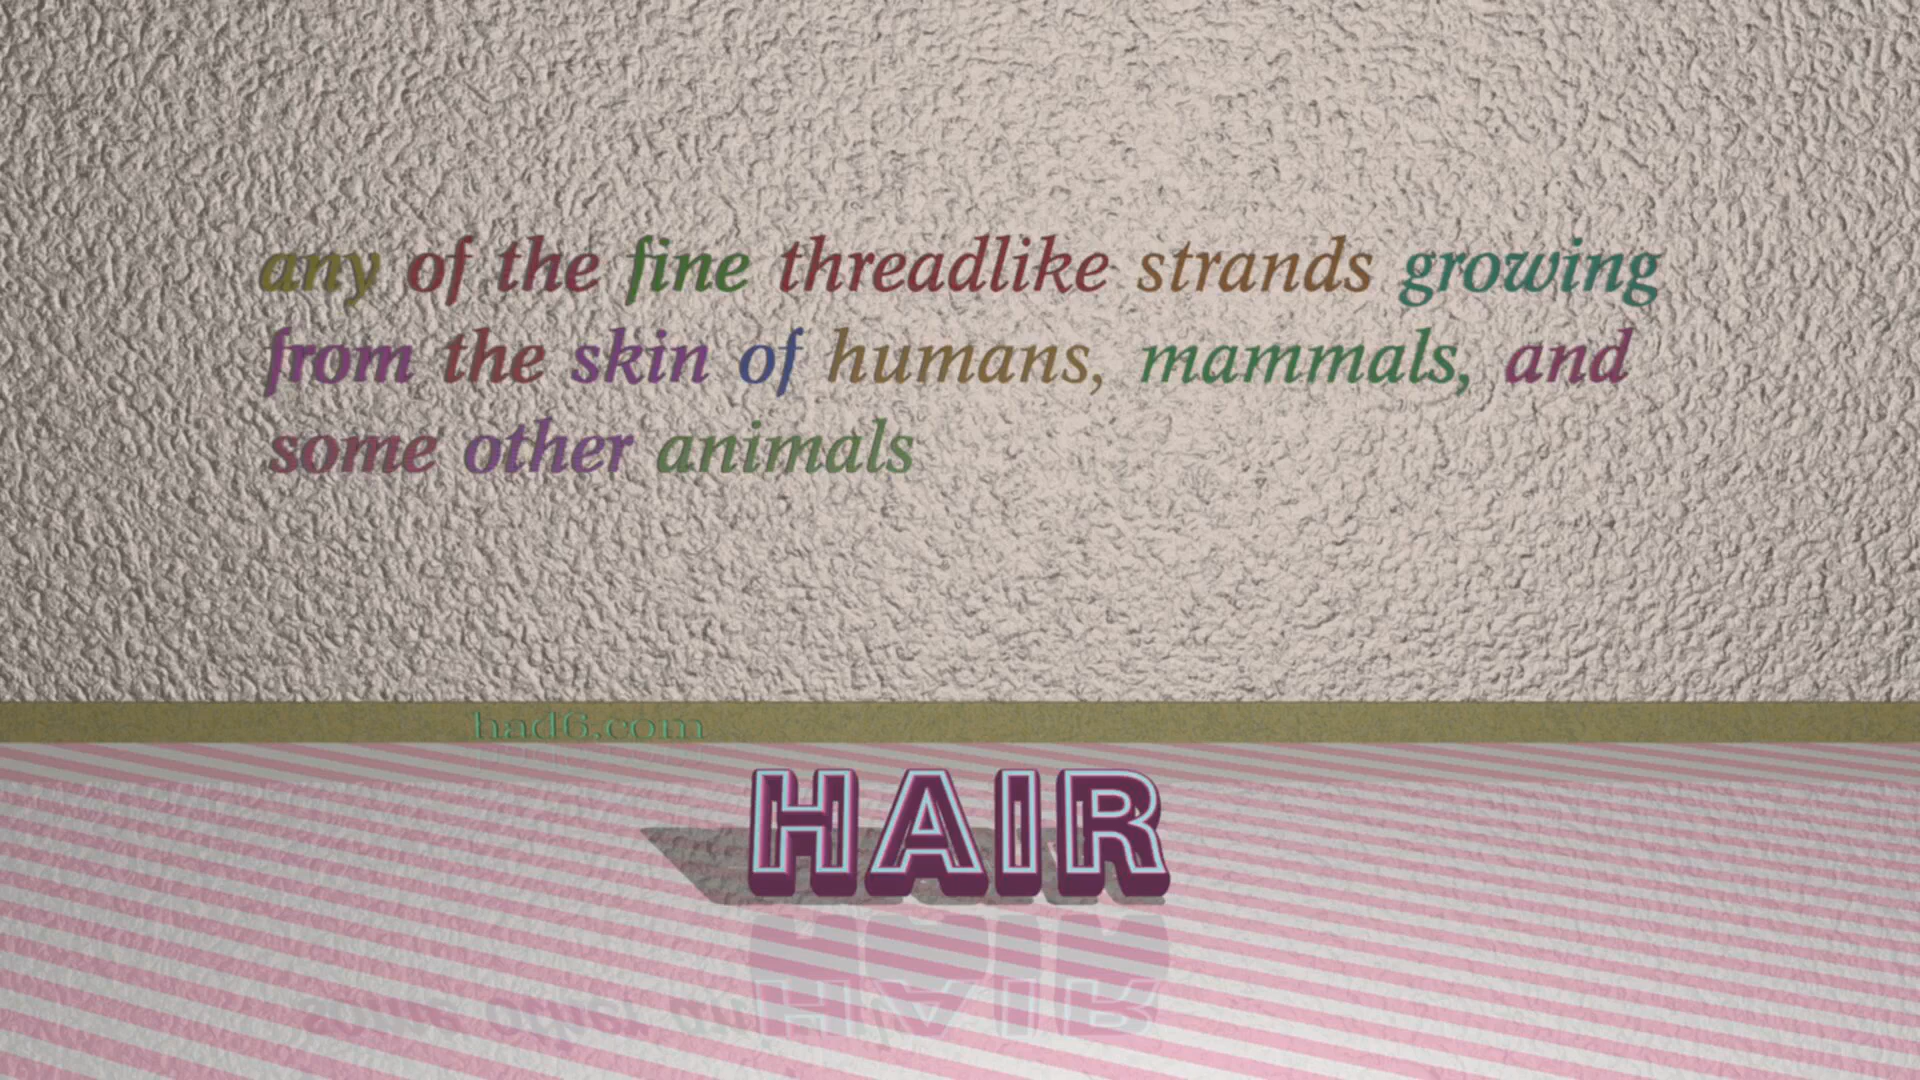 any of the fine threadlike strands growing
from the skin of humans, mammals, and
some other animals
had6.com
HAIR